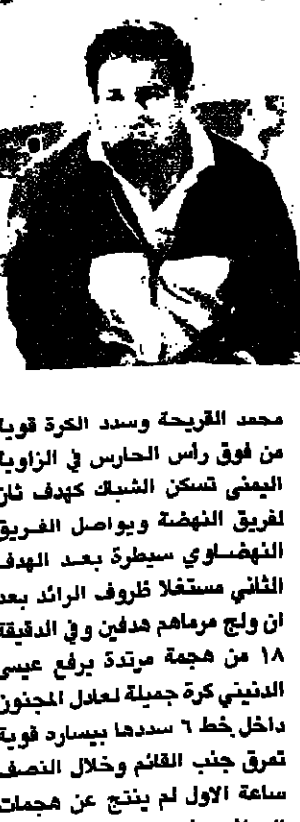 محمد القريحة وسدد الكرة قوية
من فوق رأس الحارس في الزاوية
اليمنى تسكن الشباك كهدف ثان
لفريق النهضة ويواصل الفريق
النهضاوي سيطرة بعد الهدف
الثاني مستغلا ظروف الرائد بعد
ان ولج مرماهم هدفين وفي الدقيقة
١٨ من هجمة مرتدة يرفع عيسى
الدنيني كرة جميلة لعادل المجنون
داخل خط ٦ سددها بيساره قوية
تمرق جنب القائم وخلال النصف
ساعة الاول لم ينتج عن هجمات